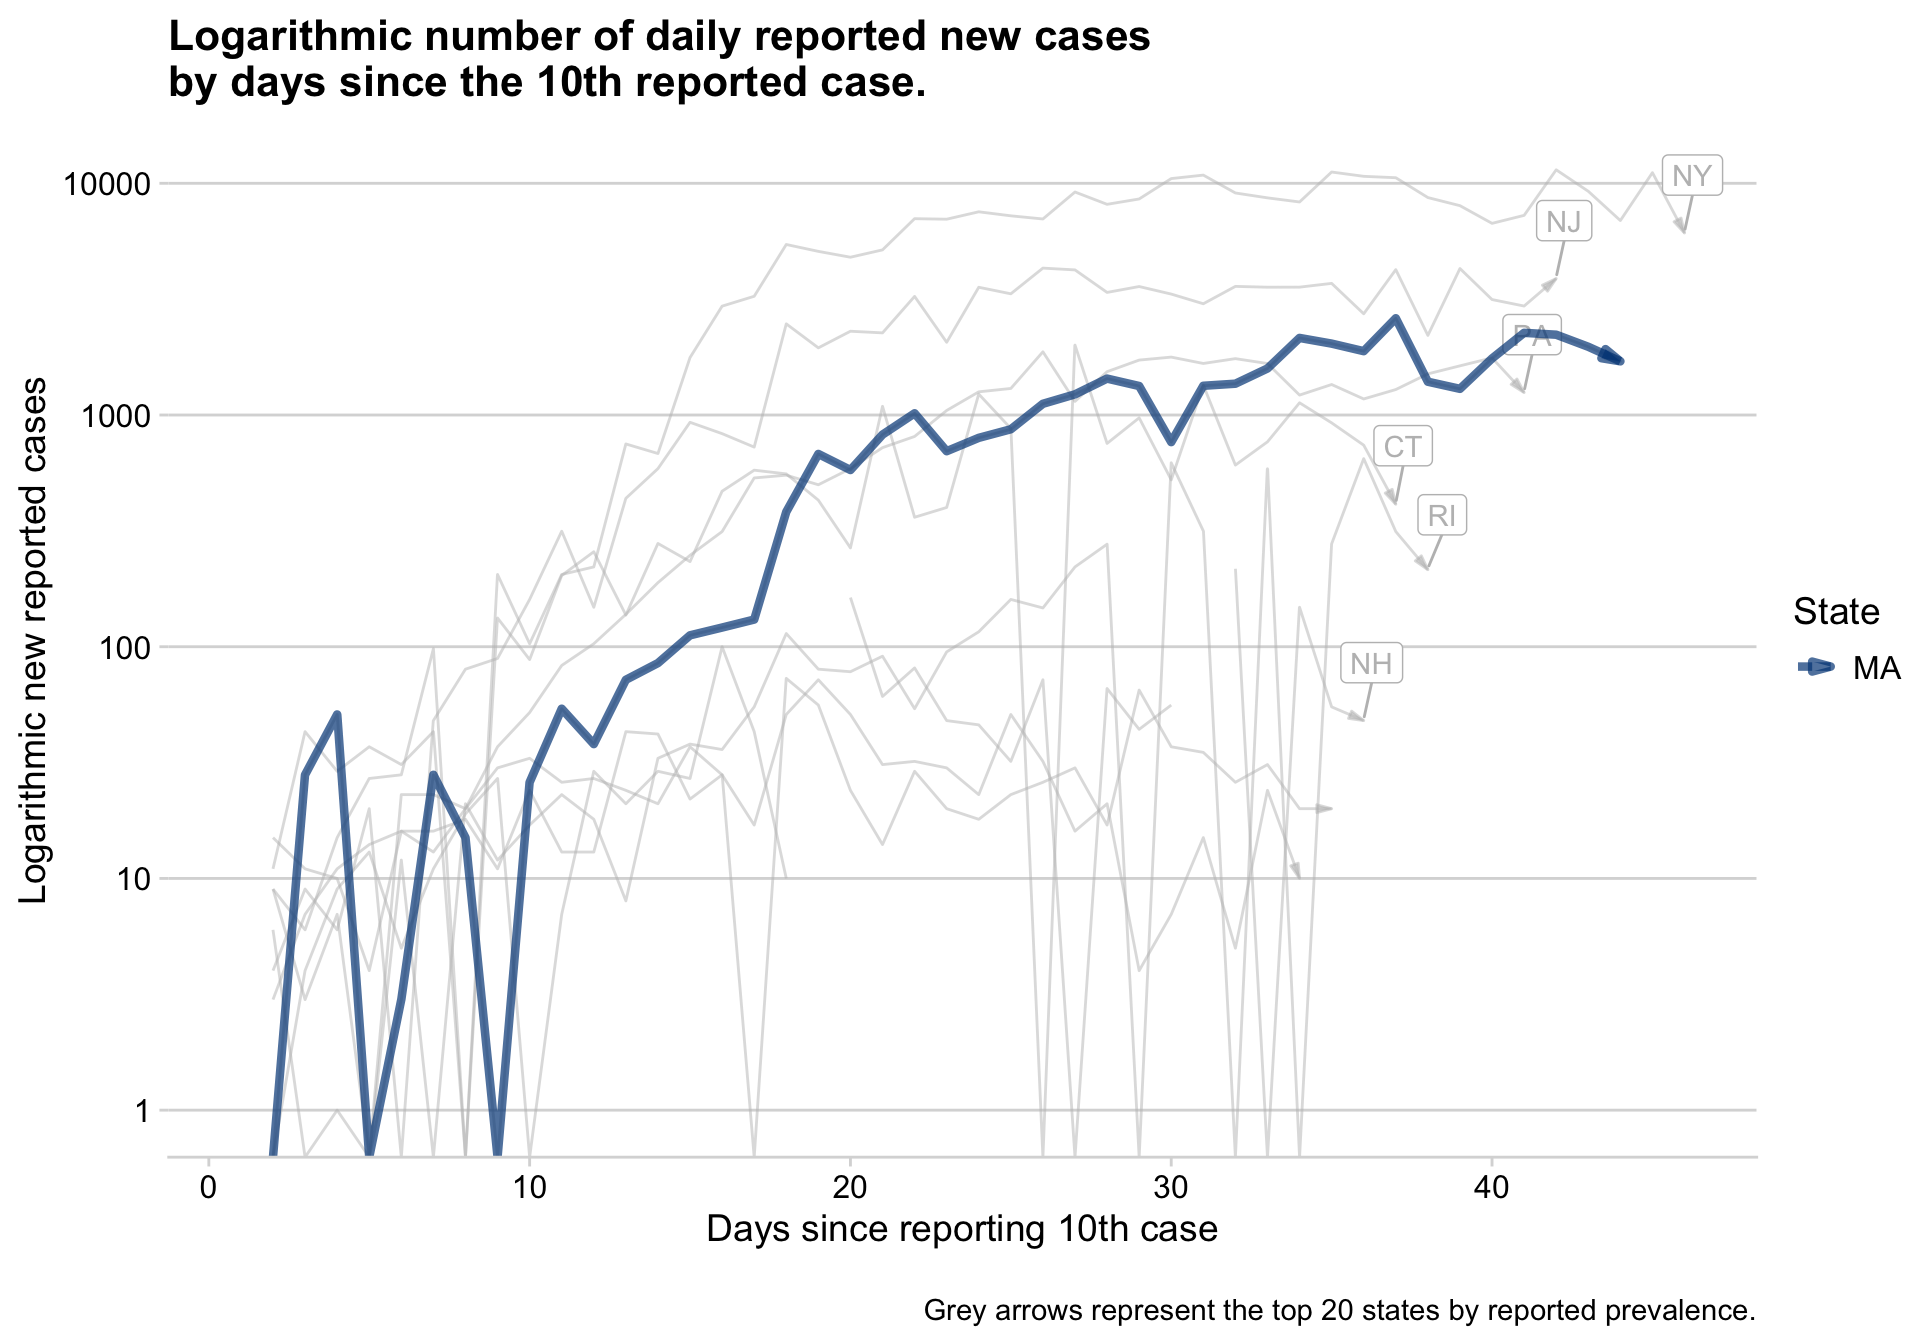 Logarithmic number of daily reported new cases
by days since the 10th reported case.
Logarithmic new reported cases
10000
1000
100
10
1
NY
NJ
PA
CT
RI
NH
State
MA
0 10 20 30 40
Days since reporting 10th case
Grey arrows represent the top 20 states by reported prevalence.